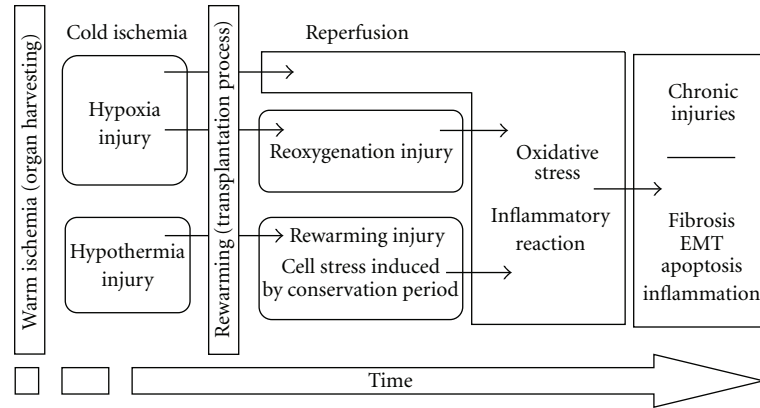 Warm ischemia (organ harvesting)
Cold ischemia
Hypoxia
injury
Hypothermia
injury
Rewarming (transplantation process)
Reperfusion
Reoxygenation injury
Rewarming injury
Cell stress induced
by conservation period
Oxidative
stress
Inflammatory
reaction
Chronic
injuries
Fibrosis
EMT
apoptosis
inflammation
Time